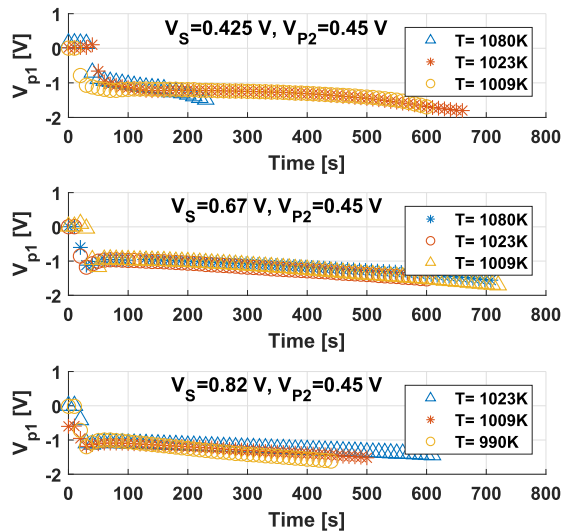 V_S=0.425 V, V_P2=0.45 V
1
0
-1
-2
V_p1 [V]
T= 1080K
T= 1023K
T= 1009K
0 100 200 300 400 500 600 700 800
Time [s]
V_S=0.67 V, V_P2=0.45 V
1
0
-1
-2
V_p1 [V]
T= 1080K
T= 1023K
T= 1009K
0 100 200 300 400 500 600 700 800
Time [s]
V_S=0.82 V, V_P2=0.45 V
1
0
-1
-2
V_p1 [V]
T= 1023K
T= 1009K
T= 990K
0 100 200 300 400 500 600 700 800
Time [s]